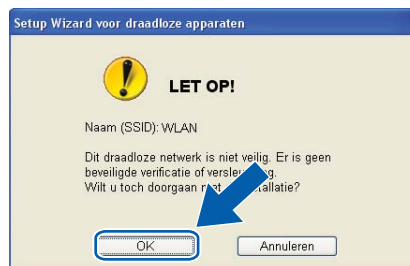 Setup Wizard voor draadloze apparaten
LET OP!
Naam (SSID): WLAN
Dit draadloze netwerk is niet veilig. Er is geen
beveiligde verificatie of
Wilt u toch doorgaan
OK
Annuleren